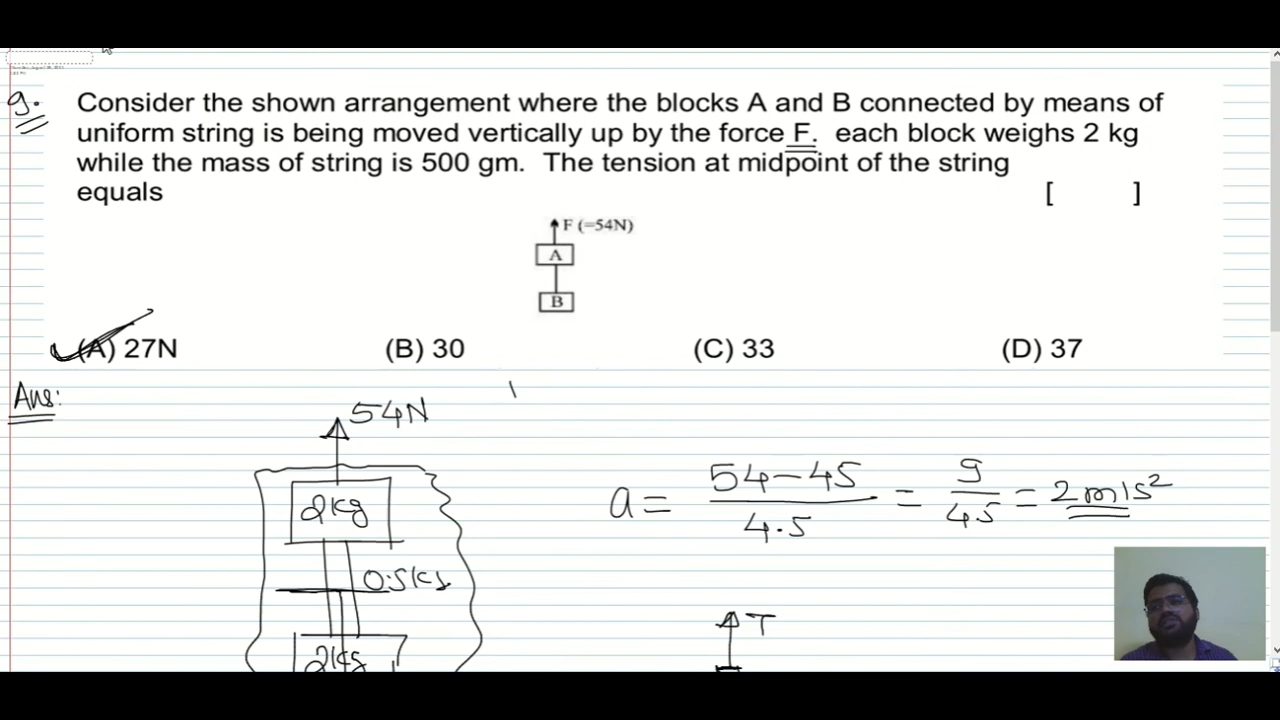 9.
Consider the shown arrangement where the blocks A and B connected by means of
uniform string is being moved vertically up by the force F. each block weighs 2 kg
while the mass of string is 500 gm. The tension at midpoint of the string
equals [ ]
F (=54N)
A
B
(A) 27N (B) 30 (C) 33 (D) 37
Ans:
54N
2kg
a = 54-45 / 4.5 = 9 / 4.5 = 2 m/s²
0.5kg
T
2kg